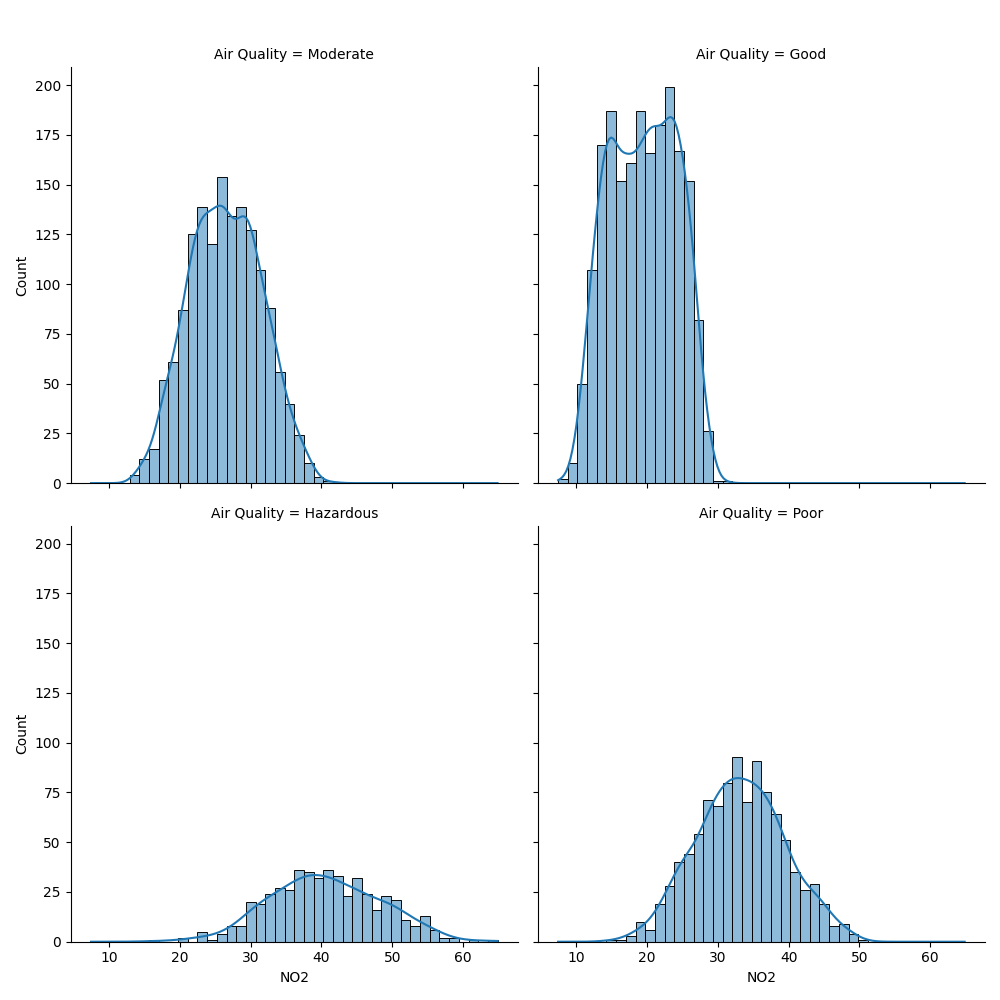 Air Quality = Moderate
Air Quality = Good
200
175
150
125
100
75
50
25
0
Count
Air Quality = Hazardous
Air Quality = Poor
200
175
150
125
100
75
50
25
0
Count
10 20 30 40 50 60
NO2
10 20 30 40 50 60
NO2